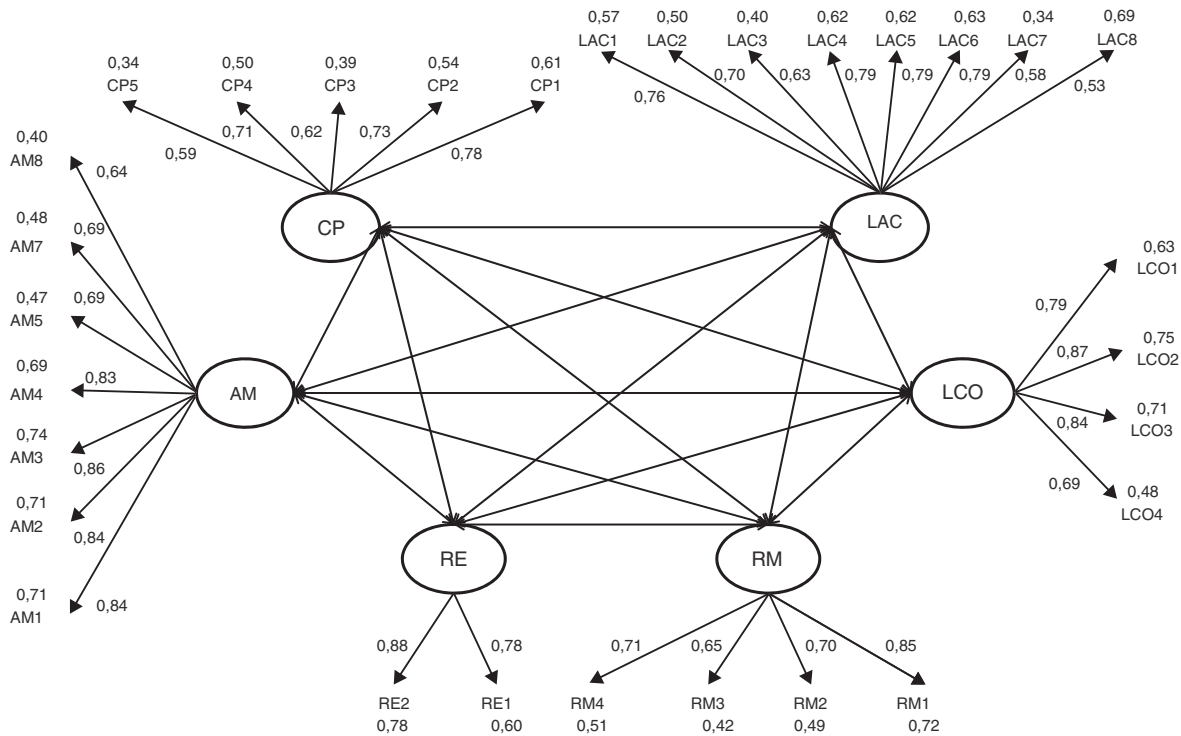 0,57 0,50 0,40 0,62 0,62 0,63 0,34 0,69
LAC1 LAC2 LAC3 LAC4 LAC5 LAC6 LAC7 LAC8
0,76 0,70 0,63 0,79 0,79 0,79 0,58 0,53
0,34 0,50 0,39 0,54 0,61
CP5 CP4 CP3 CP2 CP1
0,59 0,71 0,62 0,73 0,78
CP
LAC
0,40
AM8
0,64
0,48
AM7
0,69
0,47
AM5
0,69
0,69
AM4
0,83
0,74
AM3
0,86
0,71
AM2
0,84
0,71
AM1
0,84
AM
LCO
0,63
LCO1
0,79
0,75
LCO2
0,87
0,71
LCO3
0,84
0,48
LCO4
0,69
RE
RM
0,88 0,78
RE2 RE1
0,78 0,60
0,71 0,65 0,70 0,85
RM4 RM3 RM2 RM1
0,51 0,42 0,49 0,72